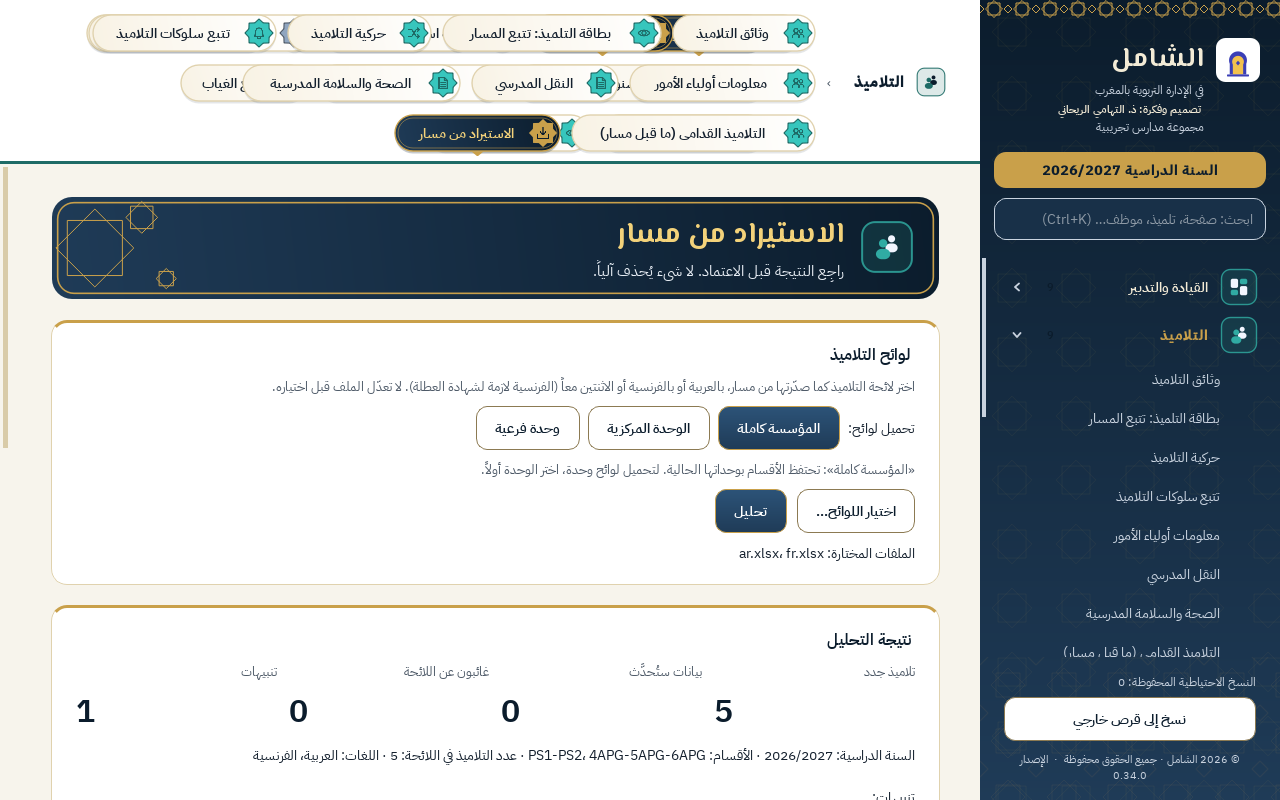 الشامل
في الإدارة التربوية بالمغرب
تصميم وفكرة: ذ. التهامي الريحاني
مجموعة مدارس تجريبية
السنة الدراسية 2026/2027
ابحث: صفحة، تلميذ، موظف... (Ctrl+K)
القيادة والتدبير
التلاميذ 9
وثائق التلاميذ
بطاقة التلميذ: تتبع المسار
حركية التلاميذ
تتبع سلوكات التلاميذ
معلومات أولياء الأمور
النقل المدرسي
الصحة والسلامة المدرسية
التلاميذ القدامى (ما قبل مسار)
النسخ الاحتياطية المحفوظة: 0
نسخ إلى قرص خارجي
© 2026 الشامل · جميع الحقوق محفوظة · الإصدار
0.34.0
وثائق التلاميذ
بطاقة التلميذ: تتبع المسار
حركية التلاميذ
تتبع سلوكات التلاميذ
التلاميذ ›
معلومات أولياء الأمور
النقل المدرسي
الصحة والسلامة المدرسية
الغياب
التلاميذ القدامى (ما قبل مسار)
الاستيراد من مسار
الاستيراد من مسار
راجِع النتيجة قبل الاعتماد. لا شيء يُحذف آلياً.
لوائح التلاميذ
اختر لائحة التلاميذ كما صدّرتها من مسار، بالعربية أو بالفرنسية أو الاثنتين معاً (الفرنسية لازمة لشهادة العطلة). لا تعدّل الملف قبل اختياره.
تحميل لوائح: المؤسسة كاملة الوحدة المركزية وحدة فرعية
«المؤسسة كاملة»: تحتفظ الأقسام بوحداتها الحالية. لتحميل لوائح وحدة، اختر الوحدة أولاً.
اختيار اللوائح... تحليل
الملفات المختارة: ar.xlsx، fr.xlsx
نتيجة التحليل
تلاميذ جدد بيانات ستُحدَّث غائبون عن اللائحة تنبيهات
5 0 0 1
السنة الدراسية: 2026/2027 · الأقسام: PS1-PS2، 4APG-5APG-6APG · عدد التلاميذ في اللائحة: 5 · اللغات: العربية، الفرنسية
تنبيهات: